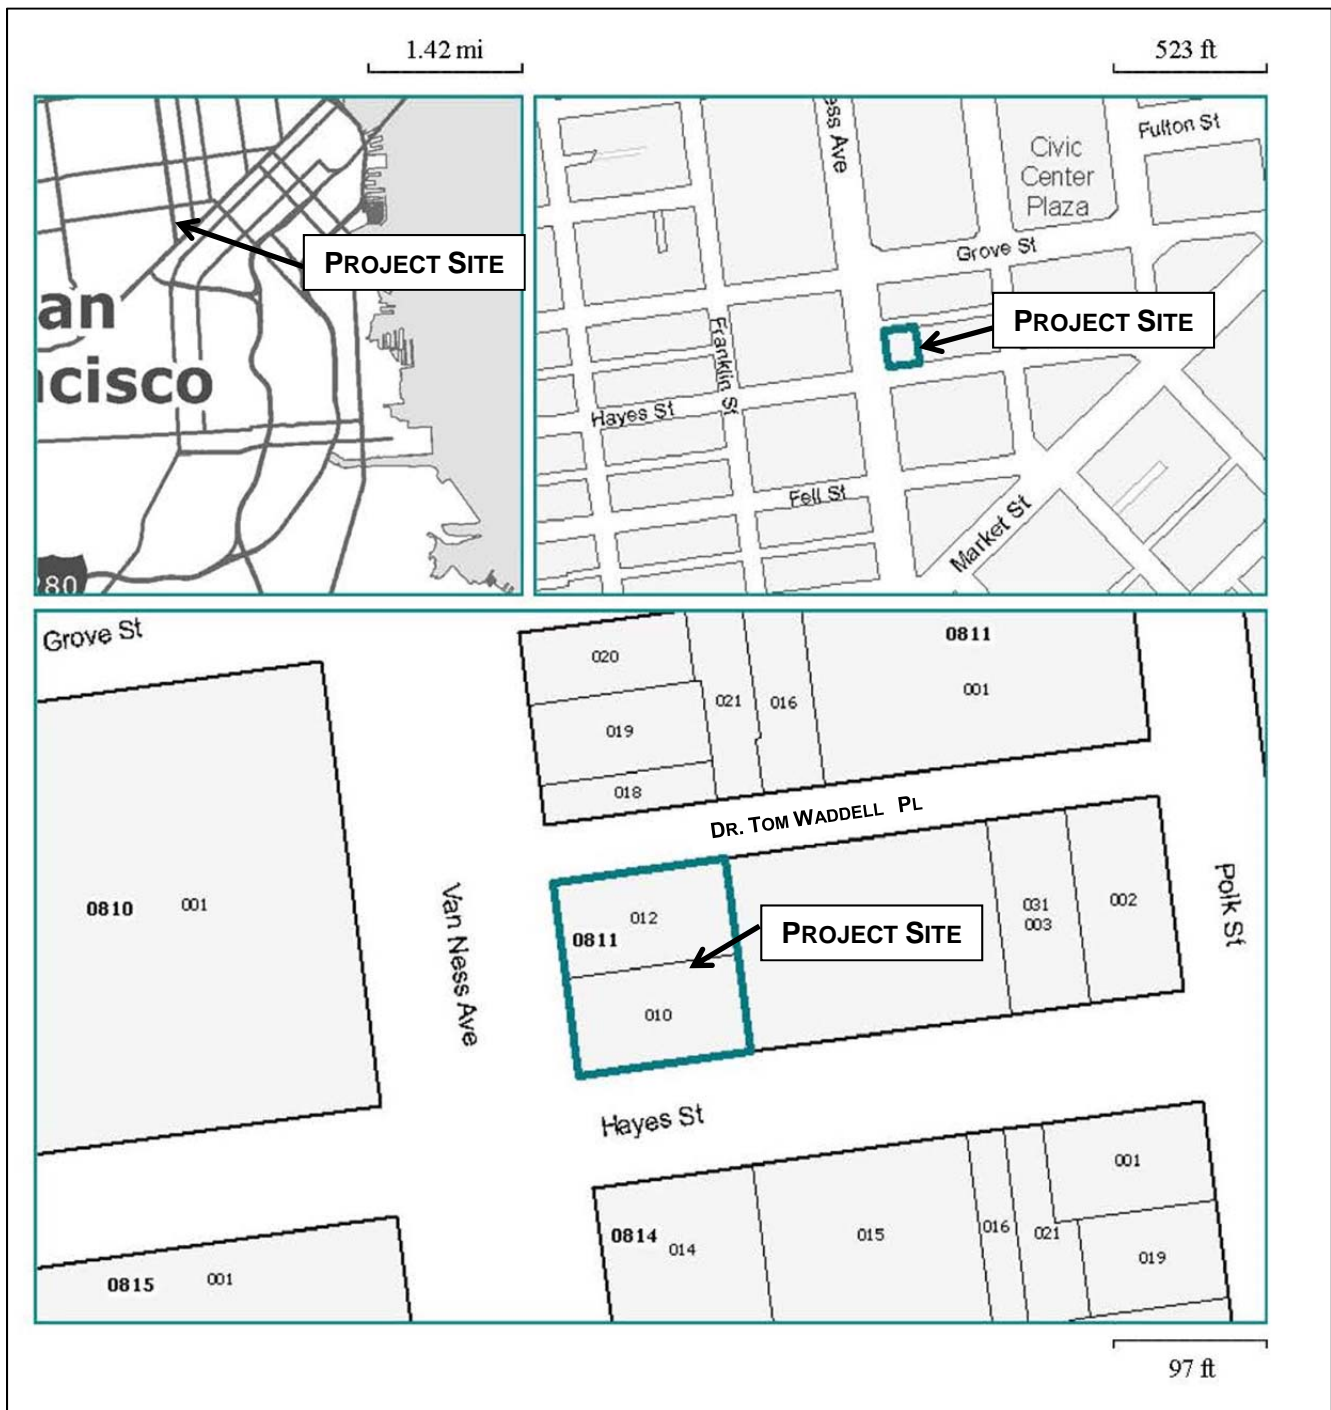 1.42 mi
523 ft
PROJECT SITE
an
cisco
280
ess Ave
Fulton St
Civic
Center
Plaza
Grove St
PROJECT SITE
Franklin St
Hayes St
Fell St
Market St
Grove St
020
021
016
0811
001
019
018
DR. TOM WADDELL PL
0810
001
Van Ness Ave
012
0811
PROJECT SITE
010
031
003
002
Polk St
Hayes St
0814
014
015
016
021
001
019
0815
001
97 ft